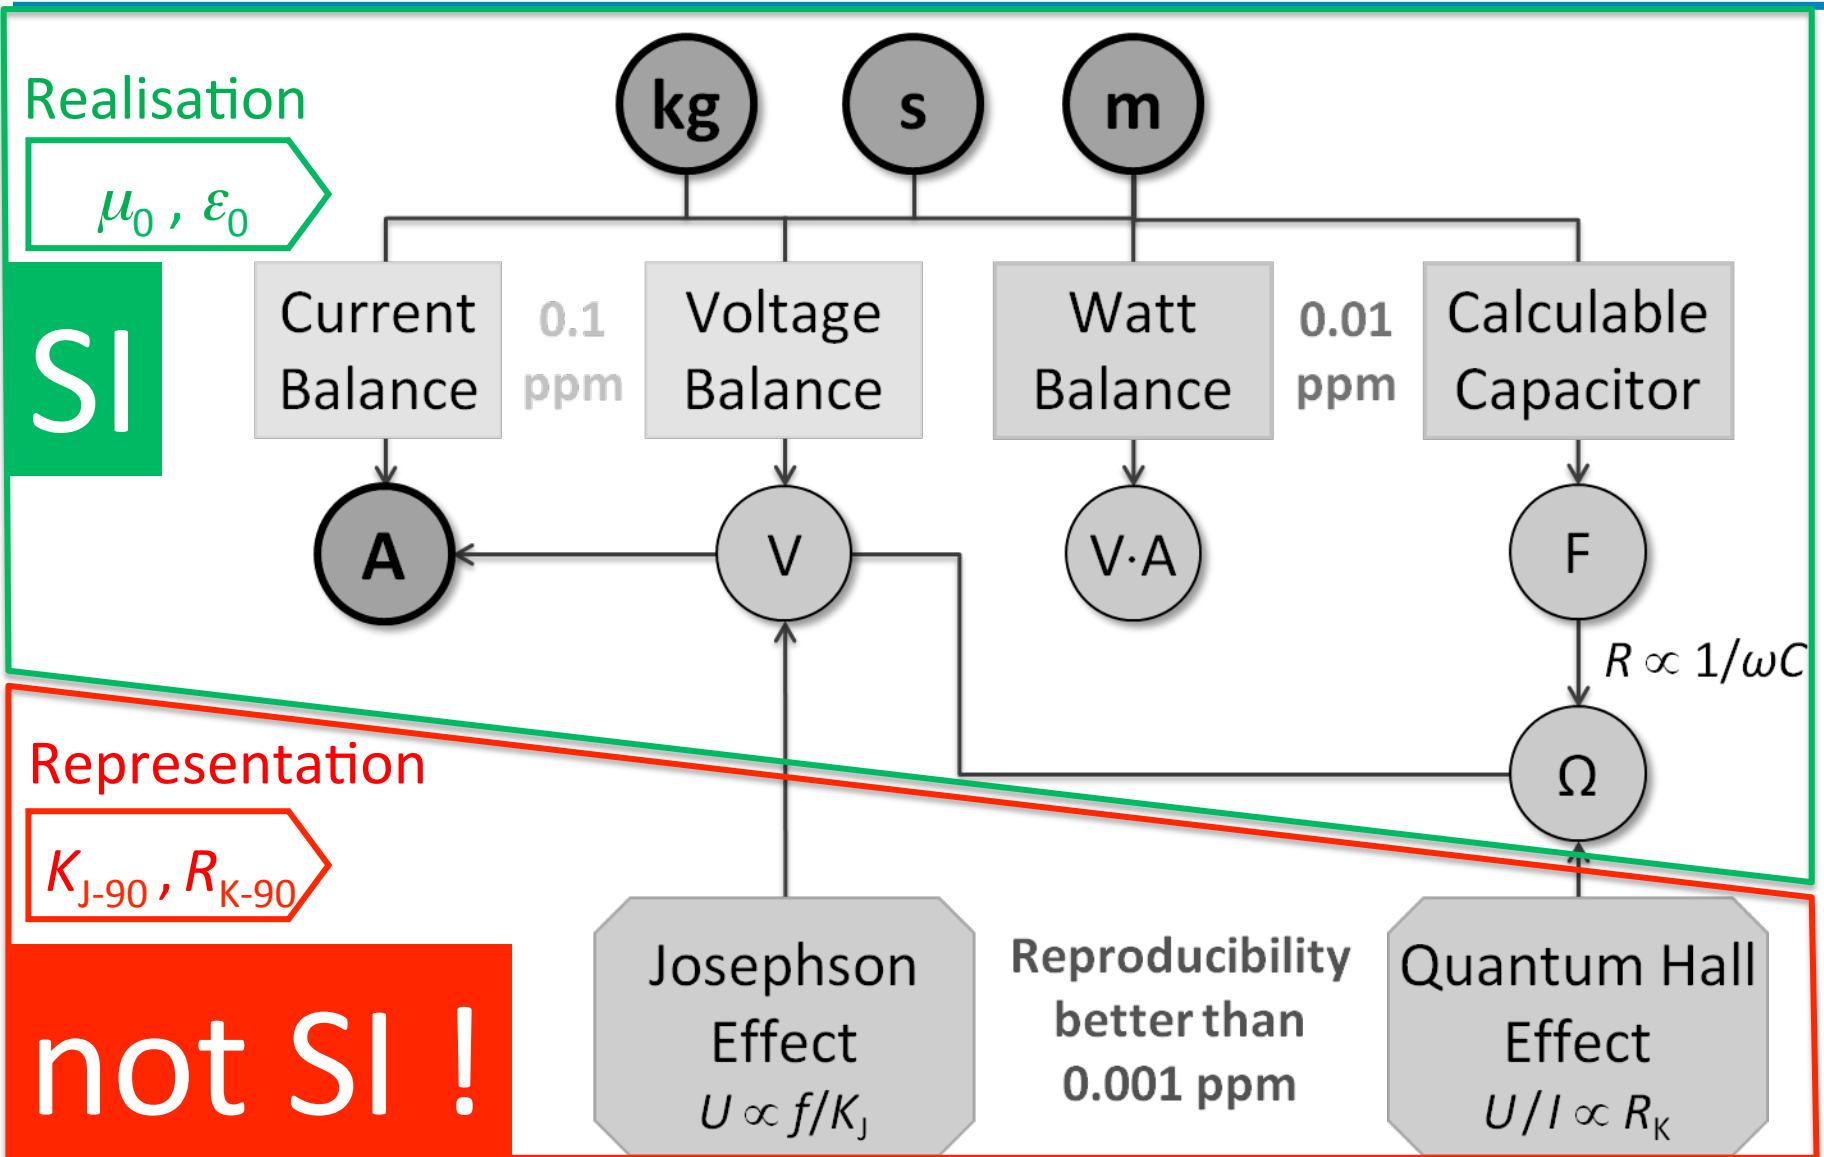 Realisation
μ0 , ε0
SI
kg
s
m
Current
Balance
0.1
ppm
Voltage
Balance
Watt
Balance
0.01
ppm
Calculable
Capacitor
A
V
V·A
F
R ∝ 1/ωC
Ω
Representation
KJ-90 , RK-90
not SI !
Josephson
Effect
U ∝ f/KJ
Reproducibility
better than
0.001 ppm
Quantum Hall
Effect
U / I ∝ RK